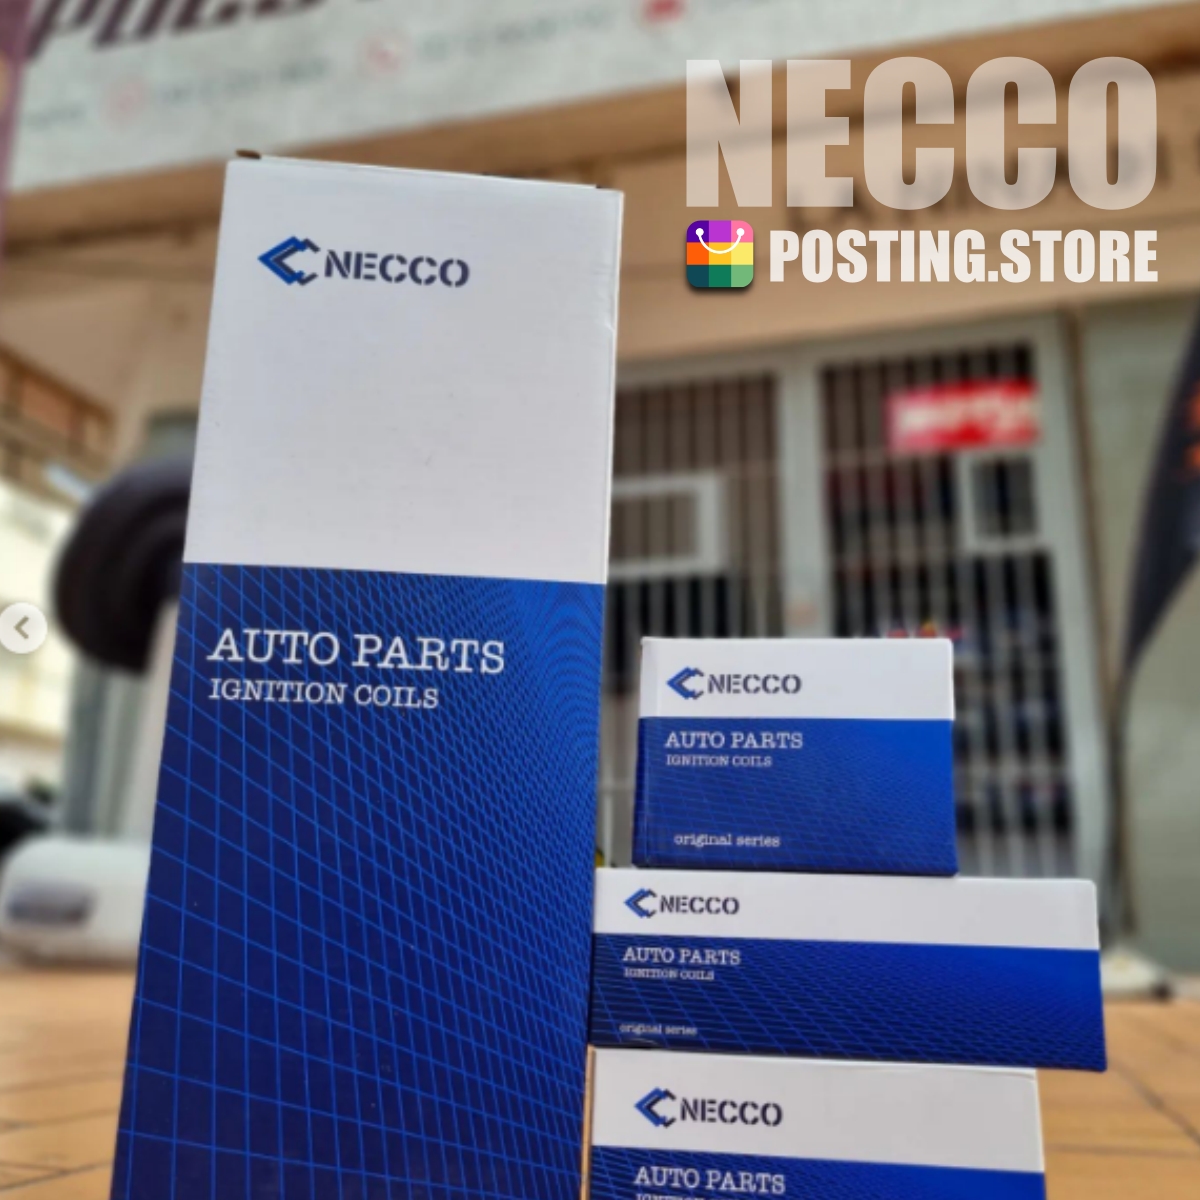 NECCO
POSTING.STORE
NECCO
AUTO PARTS
IGNITION COILS
NECCO
AUTO PARTS
IGNITION COILS
original series
NECCO
AUTO PARTS
IGNITION COILS
original series
NECCO
AUTO PARTS